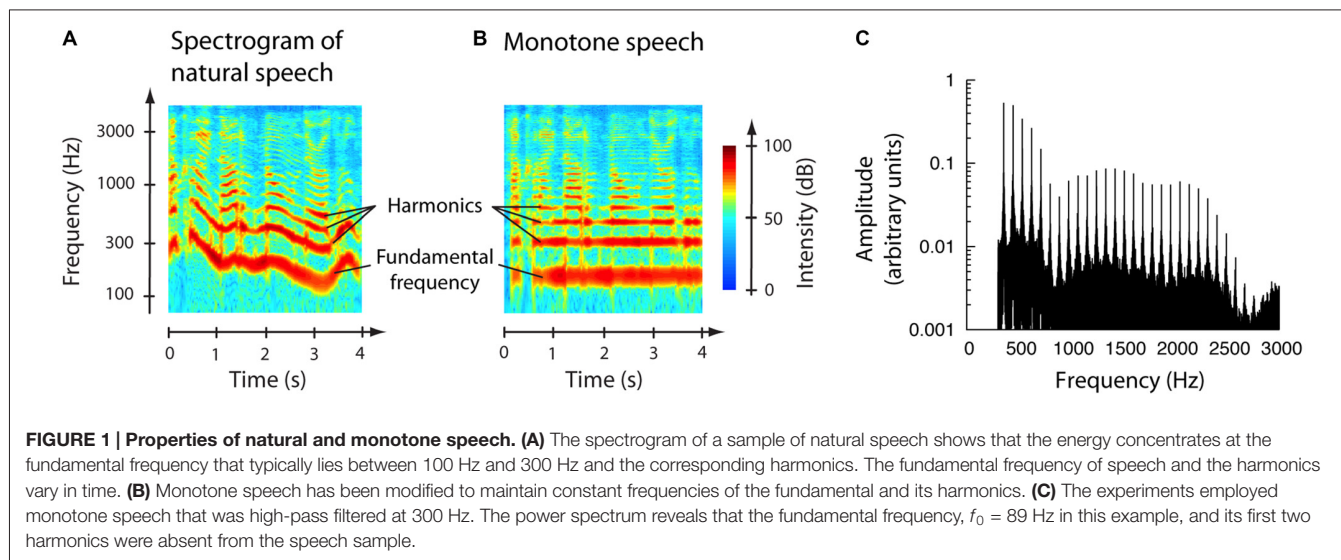 A
Spectrogram of
natural speech
B
Monotone speech
C
Frequency (Hz)
3000
1000
300
100
0 1 2 3 4
Time (s)
Harmonics
Fundamental
frequency
0 1 2 3 4
Time (s)
100
50
0
Intensity (dB)
Amplitude
(arbitrary units)
1
0.1
0.01
0.001
0 500 1000 1500 2000 2500 3000
Frequency (Hz)
FIGURE 1 | Properties of natural and monotone speech. (A) The spectrogram of a sample of natural speech shows that the energy concentrates at the
fundamental frequency that typically lies between 100 Hz and 300 Hz and the corresponding harmonics. The fundamental frequency of speech and the harmonics
vary in time. (B) Monotone speech has been modified to maintain constant frequencies of the fundamental and its harmonics. (C) The experiments employed
monotone speech that was high-pass filtered at 300 Hz. The power spectrum reveals that the fundamental frequency, f₀ = 89 Hz in this example, and its first two
harmonics were absent from the speech sample.